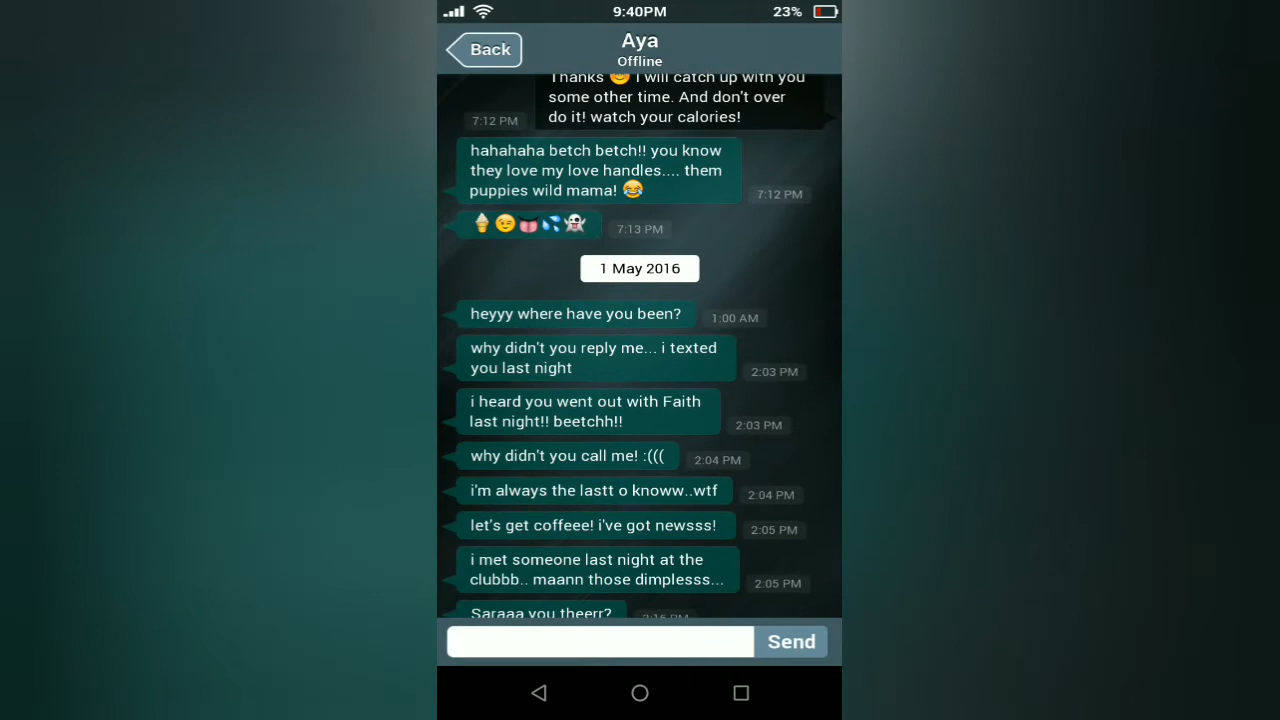 9:40PM
23%
Back
Aya
Offline
Thanks 😊 I will catch up with you
some other time. And don't over
do it! watch your calories!
7:12 PM
hahahaha betch betch!! you know
they love my love handles.... them
puppies wild mama! 😂
7:12 PM
🍦😉👅💦👻
7:13 PM
1 May 2016
heyyy where have you been?
1:00 AM
why didn't you reply me... i texted
you last night
2:03 PM
i heard you went out with Faith
last night!! beetchh!!
2:03 PM
why didn't you call me! :(((
2:04 PM
i'm always the lastt o knoww..wtf
2:04 PM
let's get coffeee! i've got newsss!
2:05 PM
i met someone last night at the
clubbb.. maann those dimplesss...
2:05 PM
Saraaa you theerr?
2:16 PM
Send